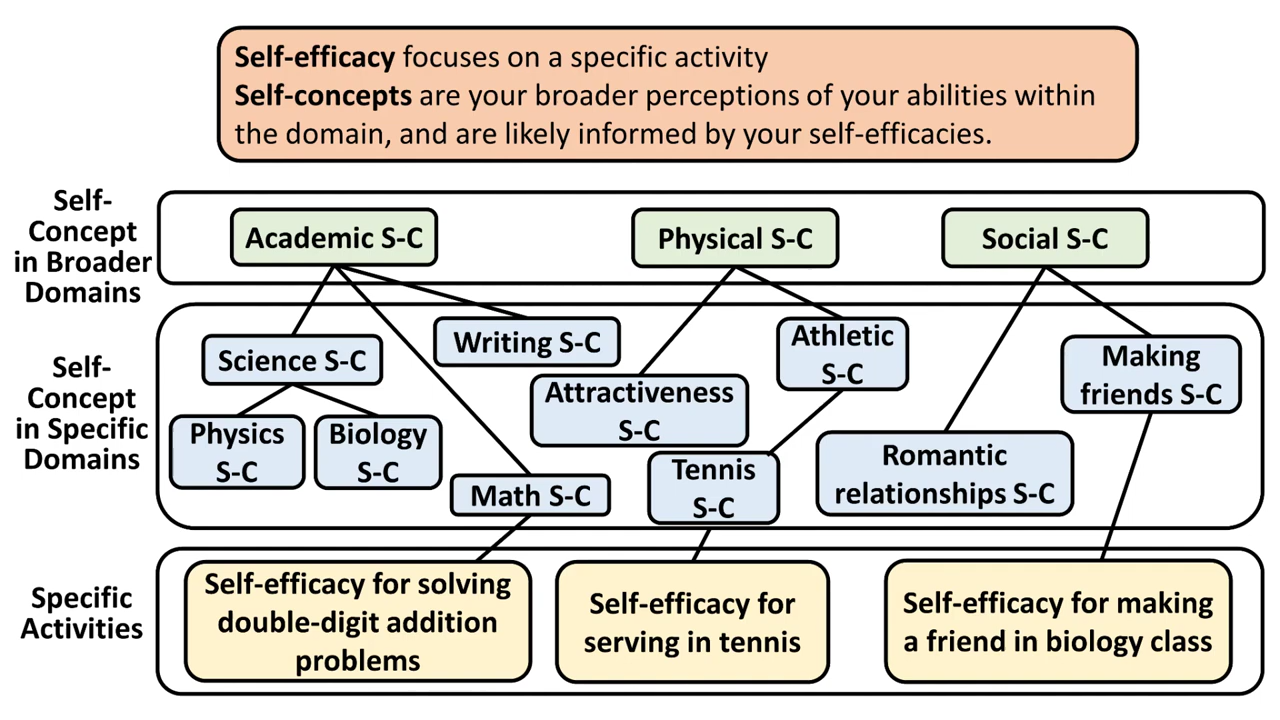 Self-efficacy focuses on a specific activity
Self-concepts are your broader perceptions of your abilities within
the domain, and are likely informed by your self-efficacies.
Self-
Concept
in Broader
Domains
Academic S-C
Physical S-C
Social S-C
Self-
Concept
in Specific
Domains
Science S-C
Writing S-C
Athletic
S-C
Making
friends S-C
Attractiveness
S-C
Physics
S-C
Biology
S-C
Math S-C
Tennis
S-C
Romantic
relationships S-C
Specific
Activities
Self-efficacy for solving
double-digit addition
problems
Self-efficacy for
serving in tennis
Self-efficacy for making
a friend in biology class